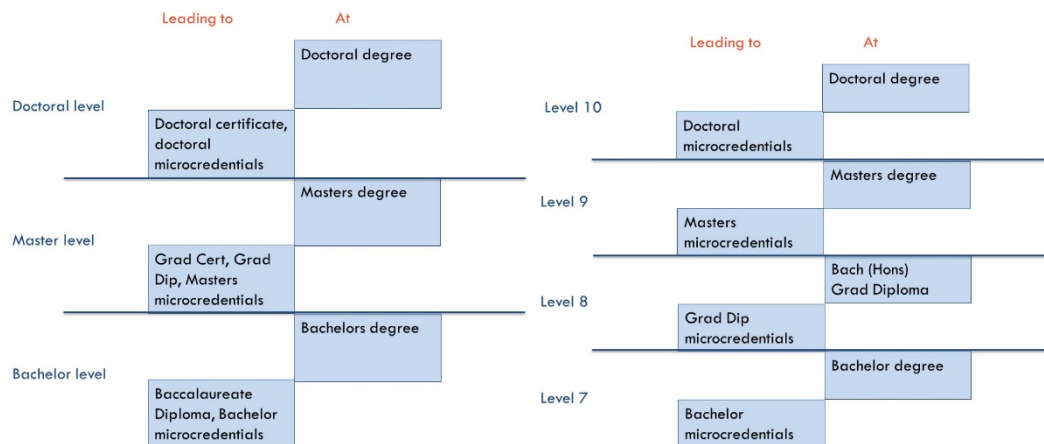 Leading to
At
Doctoral degree
Doctoral level
Doctoral certificate,
doctoral
microcredentials
Masters degree
Master level
Grad Cert, Grad
Dip, Masters
microcredentials
Bachelors degree
Bachelor level
Baccalaureate
Diploma, Bachelor
microcredentials
Leading to
At
Doctoral degree
Level 10
Doctoral
microcredentials
Masters degree
Level 9
Masters
microcredentials
Bach (Hons)
Grad Diploma
Level 8
Grad Dip
microcredentials
Bachelor degree
Level 7
Bachelor
microcredentials